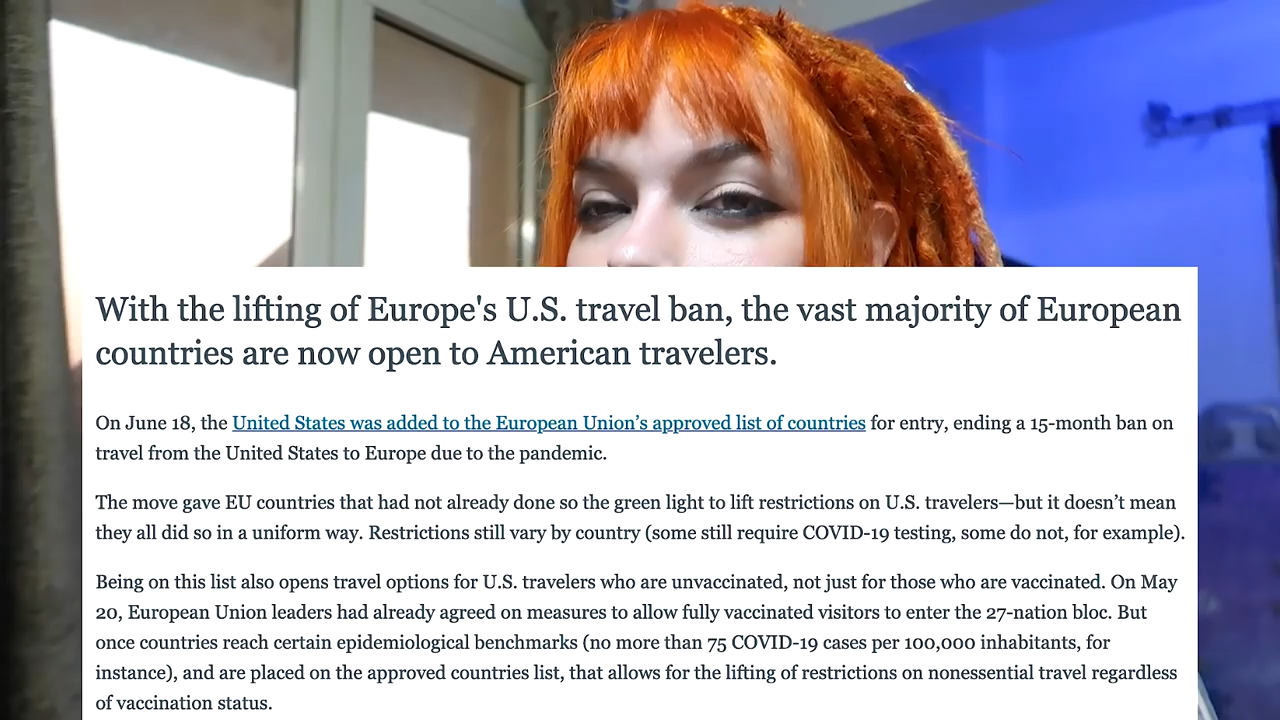 With the lifting of Europe's U.S. travel ban, the vast majority of European
countries are now open to American travelers.
On June 18, the United States was added to the European Union’s approved list of countries for entry, ending a 15-month ban on
travel from the United States to Europe due to the pandemic.
The move gave EU countries that had not already done so the green light to lift restrictions on U.S. travelers—but it doesn’t mean
they all did so in a uniform way. Restrictions still vary by country (some still require COVID-19 testing, some do not, for example).
Being on this list also opens travel options for U.S. travelers who are unvaccinated, not just for those who are vaccinated. On May
20, European Union leaders had already agreed on measures to allow fully vaccinated visitors to enter the 27-nation bloc. But
once countries reach certain epidemiological benchmarks (no more than 75 COVID-19 cases per 100,000 inhabitants, for
instance), and are placed on the approved countries list, that allows for the lifting of restrictions on nonessential travel regardless
of vaccination status.